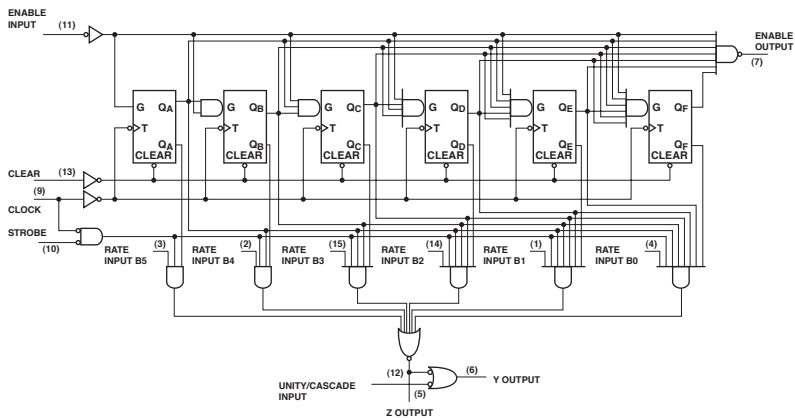 ENABLE
INPUT
(11)
ENABLE
OUTPUT
(7)
G QA
T
QA
CLEAR
G QB
T
QB
CLEAR
G QC
T
QC
CLEAR
G QD
T
QD
CLEAR
G QE
T
QE
CLEAR
G QF
T
QF
CLEAR
CLEAR (13)
(9)
CLOCK
STROBE
(10)
RATE
INPUT B5
(3)
RATE
INPUT B4
(2)
RATE
INPUT B3
(15)
RATE
INPUT B2
(14)
RATE
INPUT B1
(1)
RATE
INPUT B0
(4)
(12)
(6)
Y OUTPUT
UNITY/CASCADE
INPUT
(5)
Z OUTPUT